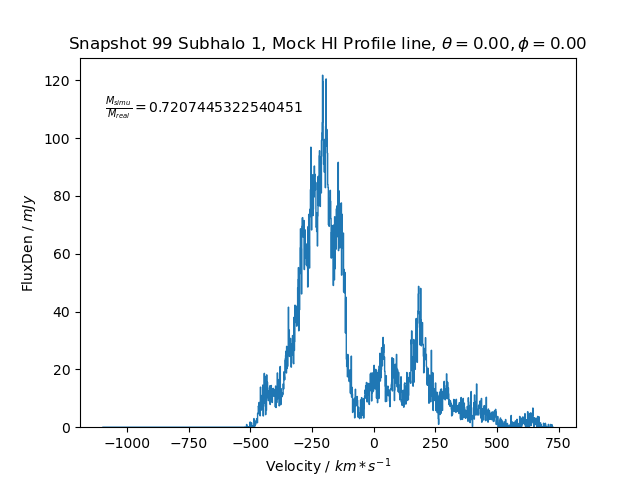 Snapshot 99 Subhalo 1, Mock HI Profile line, θ = 0.00, ϕ = 0.00
M_simu/M_real = 0.7207445322540451
FluxDen / mJy
120
100
80
60
40
20
0
−1000 −750 −500 −250 0 250 500 750
Velocity / km * s^−1